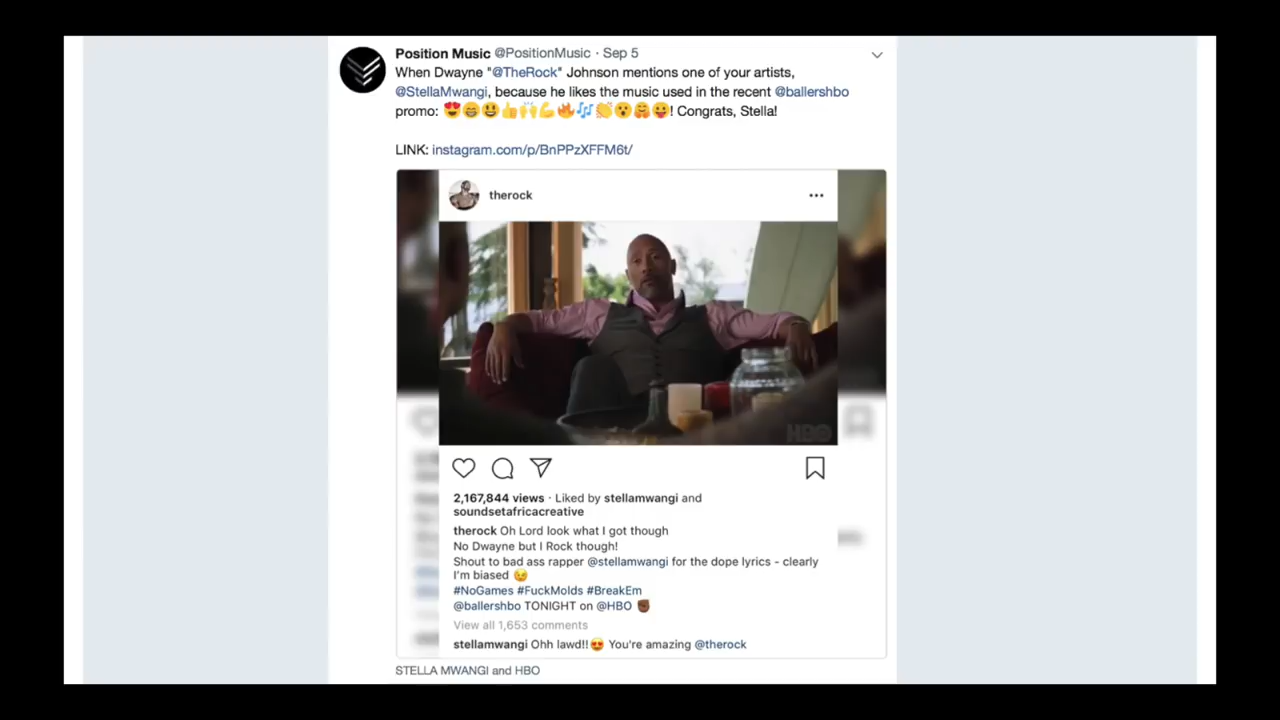 Position Music @PositionMusic · Sep 5
When Dwayne "@TheRock" Johnson mentions one of your artists,
@StellaMwangi, because he likes the music used in the recent @ballershbo
promo: 😍😁😃👍🙌💪🔥🎶👏😮🤗😛! Congrats, Stella!
LINK: instagram.com/p/BnPPzXFFM6t/
therock
HBO
2,167,844 views · Liked by stellamwangi and
soundsetafricacreative
therock Oh Lord look what I got though
No Dwayne but I Rock though!
Shout to bad ass rapper @stellamwangi for the dope lyrics - clearly
I'm biased 😉
#NoGames #FuckMolds #BreakEm
@ballershbo TONIGHT on @HBO ✊🏾
View all 1,653 comments
stellamwangi Ohh lawd!!😍 You're amazing @therock
STELLA MWANGI and HBO